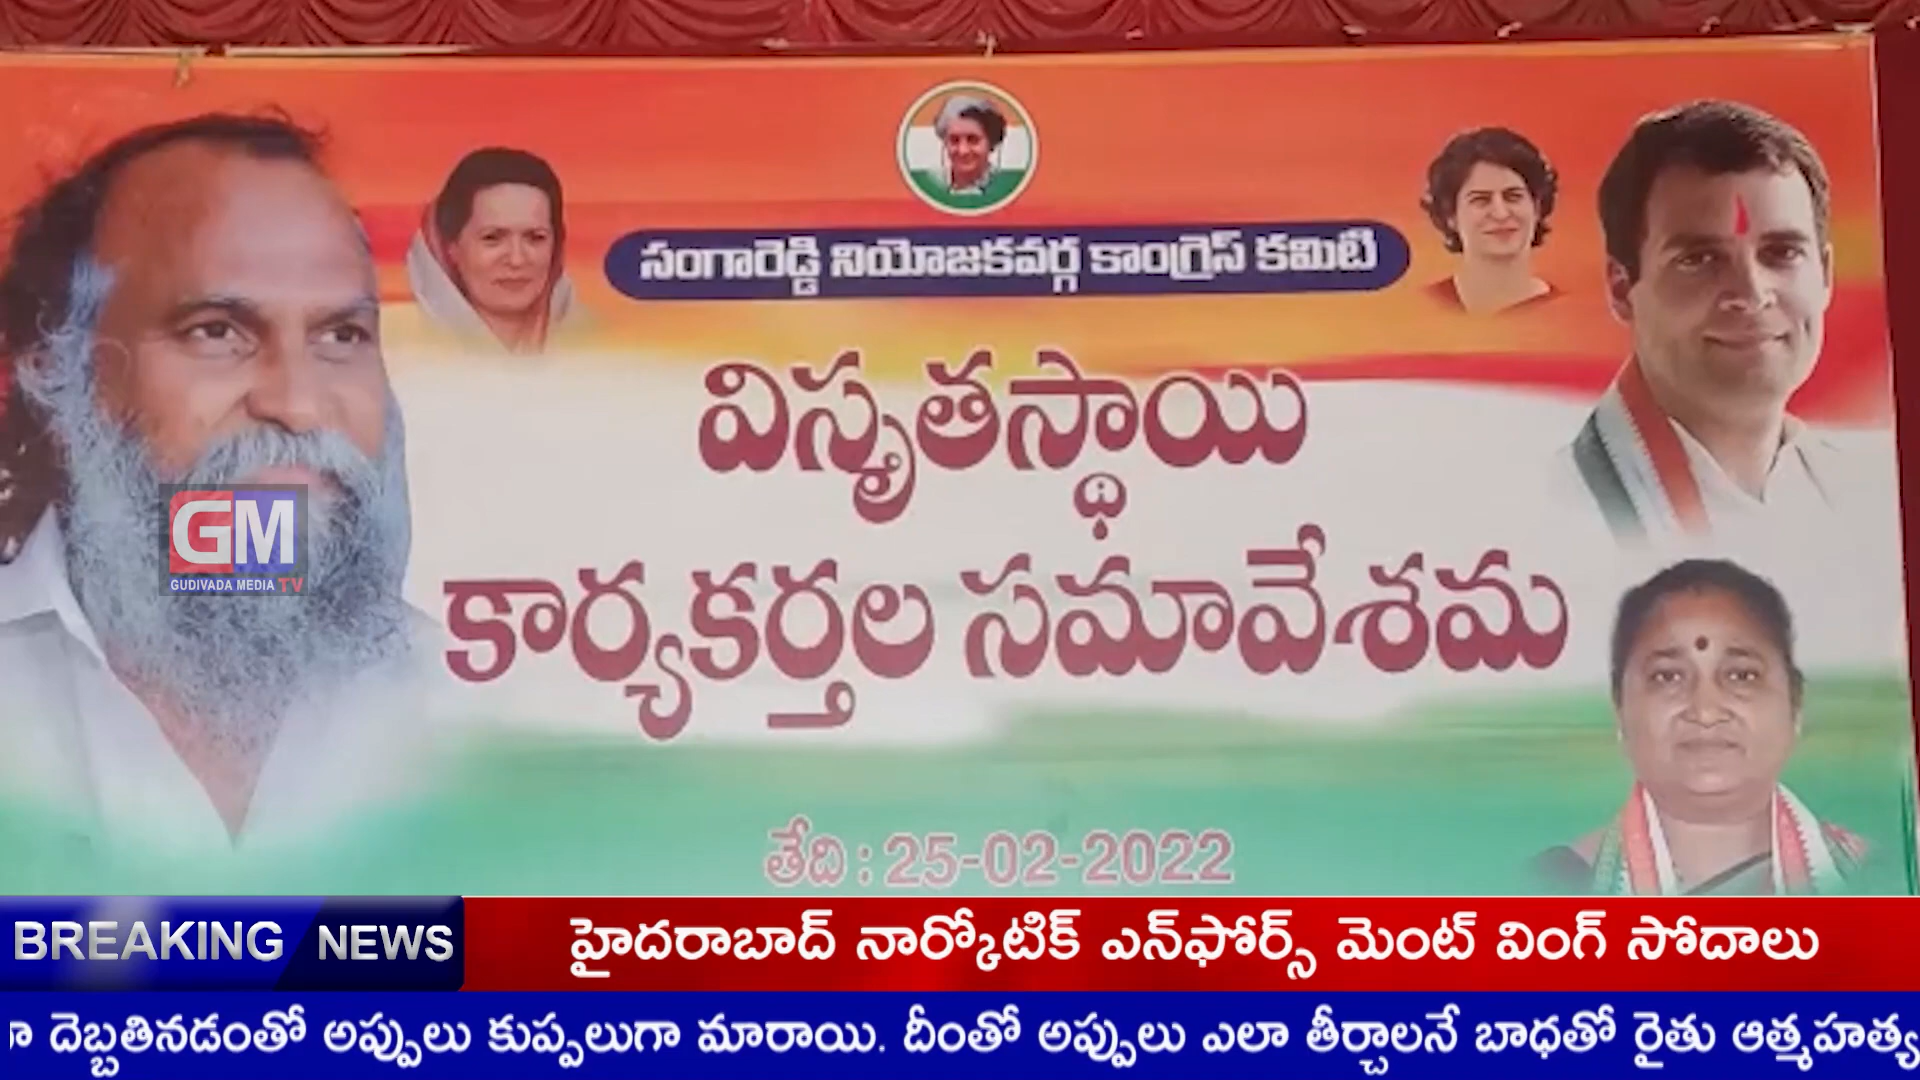 సంగారెడ్డి నియోజకవర్గ కాంగ్రెస్ కమిటి
విస్మృతస్థాయి
కార్యకర్తల సమావేశమ
తేది : 25-02-2022
GM
GUDIVADA MEDIA TV
BREAKING NEWS
హైదరాబాద్ నార్కోటిక్ ఎన్‌ఫోర్స్ మెంట్ వింగ్ సోదాలు
దెబ్బతినడంతో అప్పులు కుప్పలుగా మారాయి. దీంతో అప్పులు ఎలా తీర్చాలనే బాధతో రైతు ఆత్మహత్య